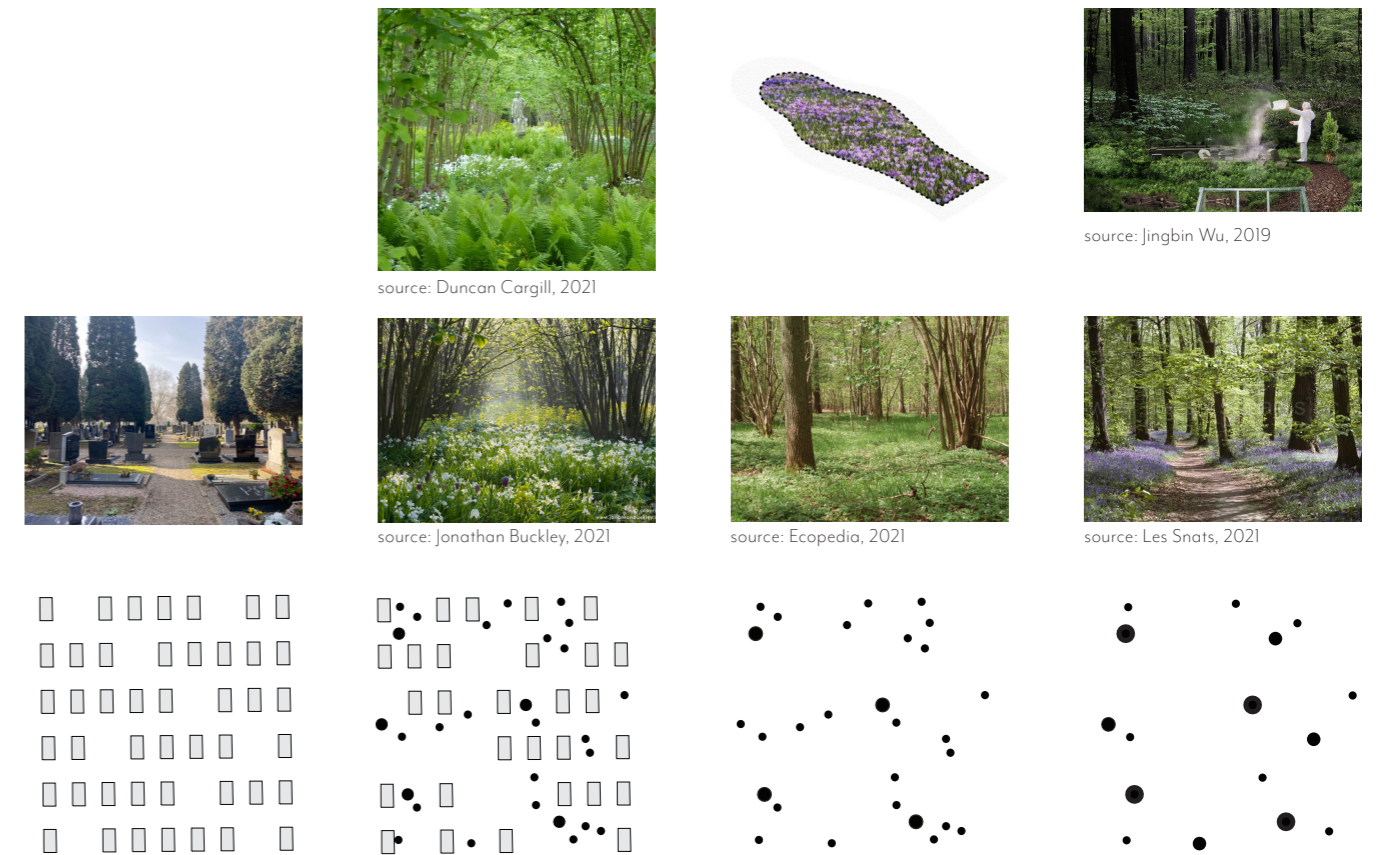 source: Duncan Cargill, 2021
source: Jingbin Wu, 2019
source: Jonathan Buckley, 2021
source: Ecopedia, 2021
source: Les Snats, 2021